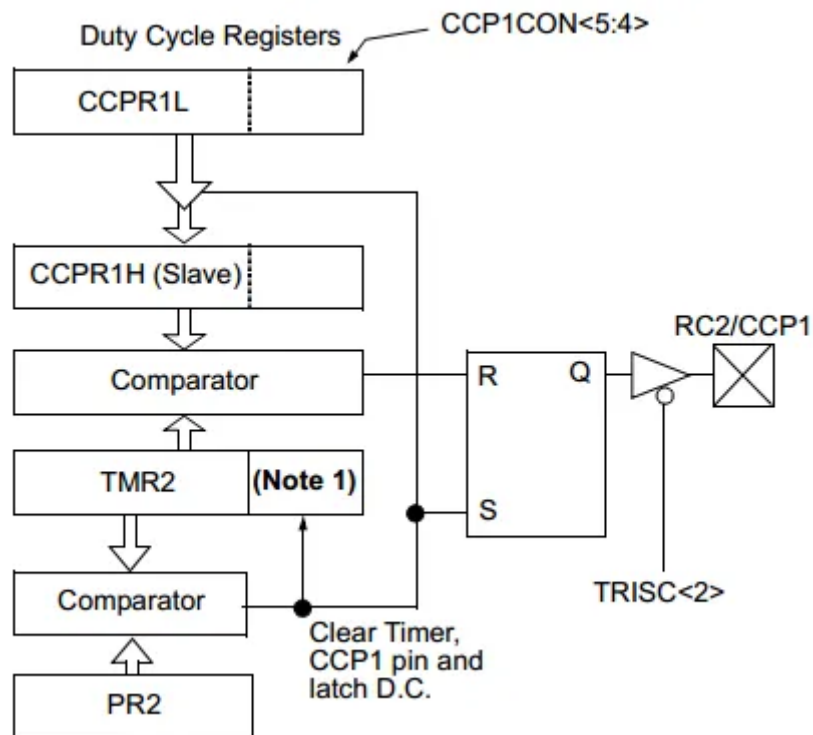 Duty Cycle Registers
CCP1CON<5:4>
CCPR1L
CCPR1H (Slave)
RC2/CCP1
Comparator
R
Q
TMR2
(Note 1)
S
Comparator
TRISC<2>
Clear Timer,
CCP1 pin and
latch D.C.
PR2